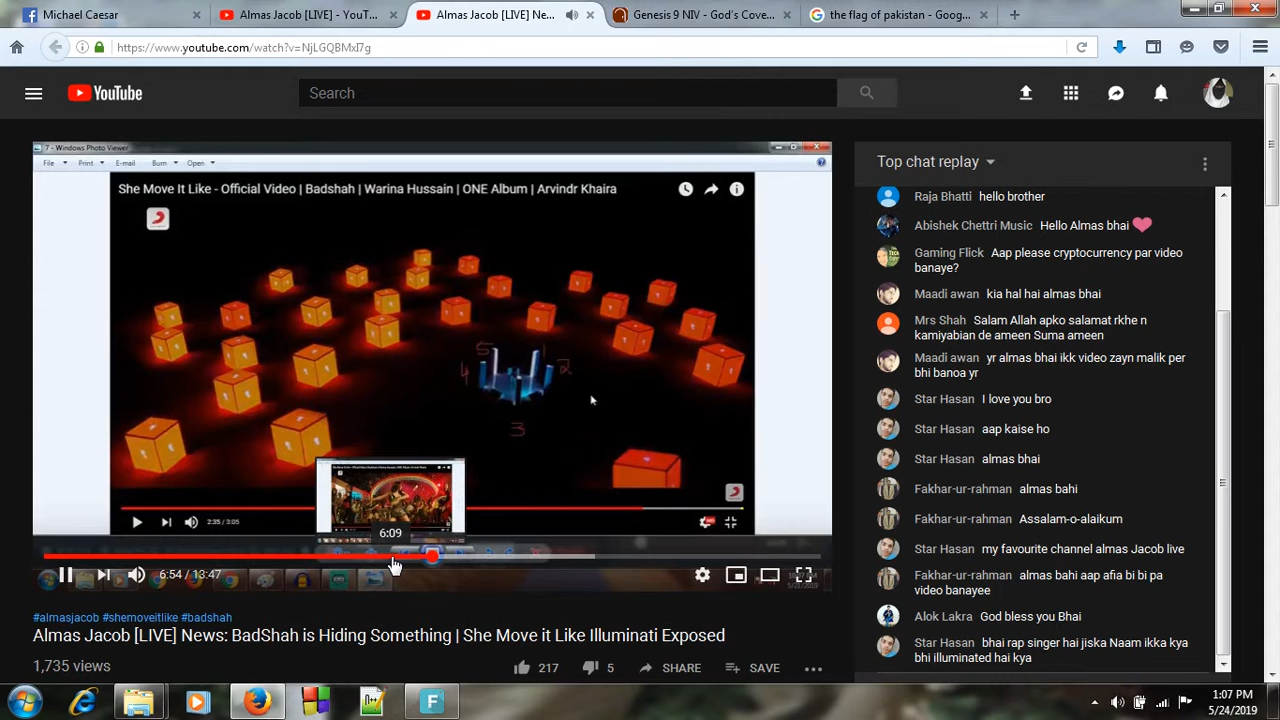 Michael Caesar
Almas Jacob [LIVE] - YouT...
Almas Jacob [LIVE] Ne...
Genesis 9 NIV - God's Cove...
the flag of pakistan - Goog...
https://www.youtube.com/watch?v=NjLGQBMxI7g
YouTube
Search
7 - Windows Photo Viewer
File
Print
E-mail
Burn
Open
She Move It Like - Official Video | Badshah | Warina Hussain | ONE Album | Arvindr Khaira
5
4
2
3
2:35 / 3:05
6:09
6:54 / 13:47
#almasjacob #shemoveitlike #badshah
Almas Jacob [LIVE] News: BadShah is Hiding Something | She Move it Like Illuminati Exposed
1,735 views
217
5
SHARE
SAVE
Top chat replay
Raja Bhatti hello brother
Abishek Chettri Music Hello Almas bhai
Gaming Flick Aap please cryptocurrency par video
banaye?
Maadi awan kia hal hai almas bhai
Mrs Shah Salam Allah apko salamat rkhe n
kamiyabian de ameen Suma ameen
Maadi awan yr almas bhai ikk video zayn malik per
bhi banoa yr
Star Hasan I love you bro
Star Hasan aap kaise ho
Star Hasan almas bhai
Fakhar-ur-rahman almas bahi
Fakhar-ur-rahman Assalam-o-alaikum
Star Hasan my favourite channel almas Jacob live
Fakhar-ur-rahman almas bahi aap afia bi bi pa
video banayee
Alok Lakra God bless you Bhai
Star Hasan bhai rap singer hai jiska Naam ikka kya
bhi illuminated hai kya
1:07 PM
5/24/2019